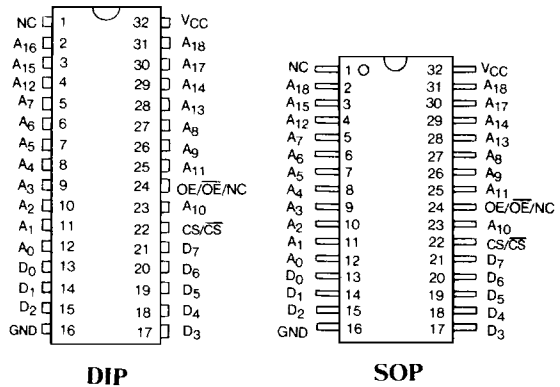 NC 1 32 VCC
A16 2 31 A18
A15 3 30 A17
A12 4 29 A14
A7 5 28 A13
A6 6 27 A8
A5 7 26 A9
A4 8 25 A11
A3 9 24 OE/OE/NC
A2 10 23 A10
A1 11 22 CS/CS
A0 12 21 D7
D0 13 20 D6
D1 14 19 D5
D2 15 18 D4
GND 16 17 D3
DIP
NC 1 32 VCC
A18 2 31 A18
A15 3 30 A17
A12 4 29 A14
A7 5 28 A13
A6 6 27 A8
A5 7 26 A9
A4 8 25 A11
A3 9 24 OE/OE/NC
A2 10 23 A10
A1 11 22 CS/CS
A0 12 21 D7
D0 13 20 D6
D1 14 19 D5
D2 15 18 D4
GND 16 17 D3
SOP